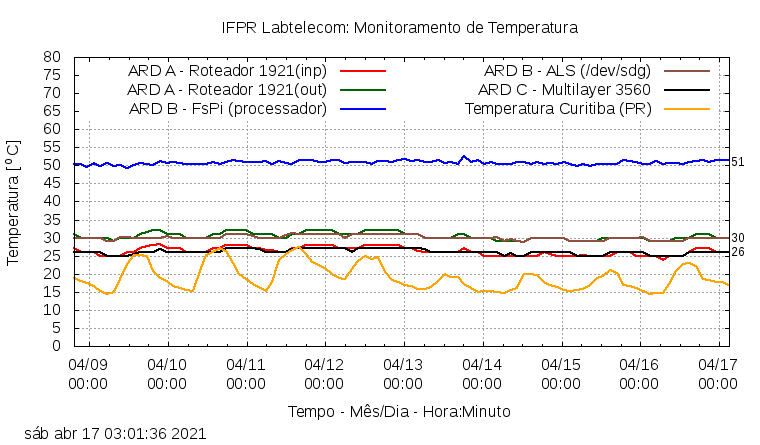 IFPR Labtelecom: Monitoramento de Temperatura
Temperatura [ ºC]
80
75
70
65
60
55
50
45
40
35
30
25
20
15
10
5
0
ARD A - Roteador 1921(inp)
ARD A - Roteador 1921(out)
ARD B - FsPi (processador)
ARD B - ALS (/dev/sdg)
ARD C - Multilayer 3560
Temperatura Curitiba (PR)
51
30
26
04/09 04/10 04/11 04/12 04/13 04/14 04/15 04/16 04/17
00:00 00:00 00:00 00:00 00:00 00:00 00:00 00:00 00:00
Tempo - Mês/Dia - Hora:Minuto
sáb abr 17 03:01:36 2021